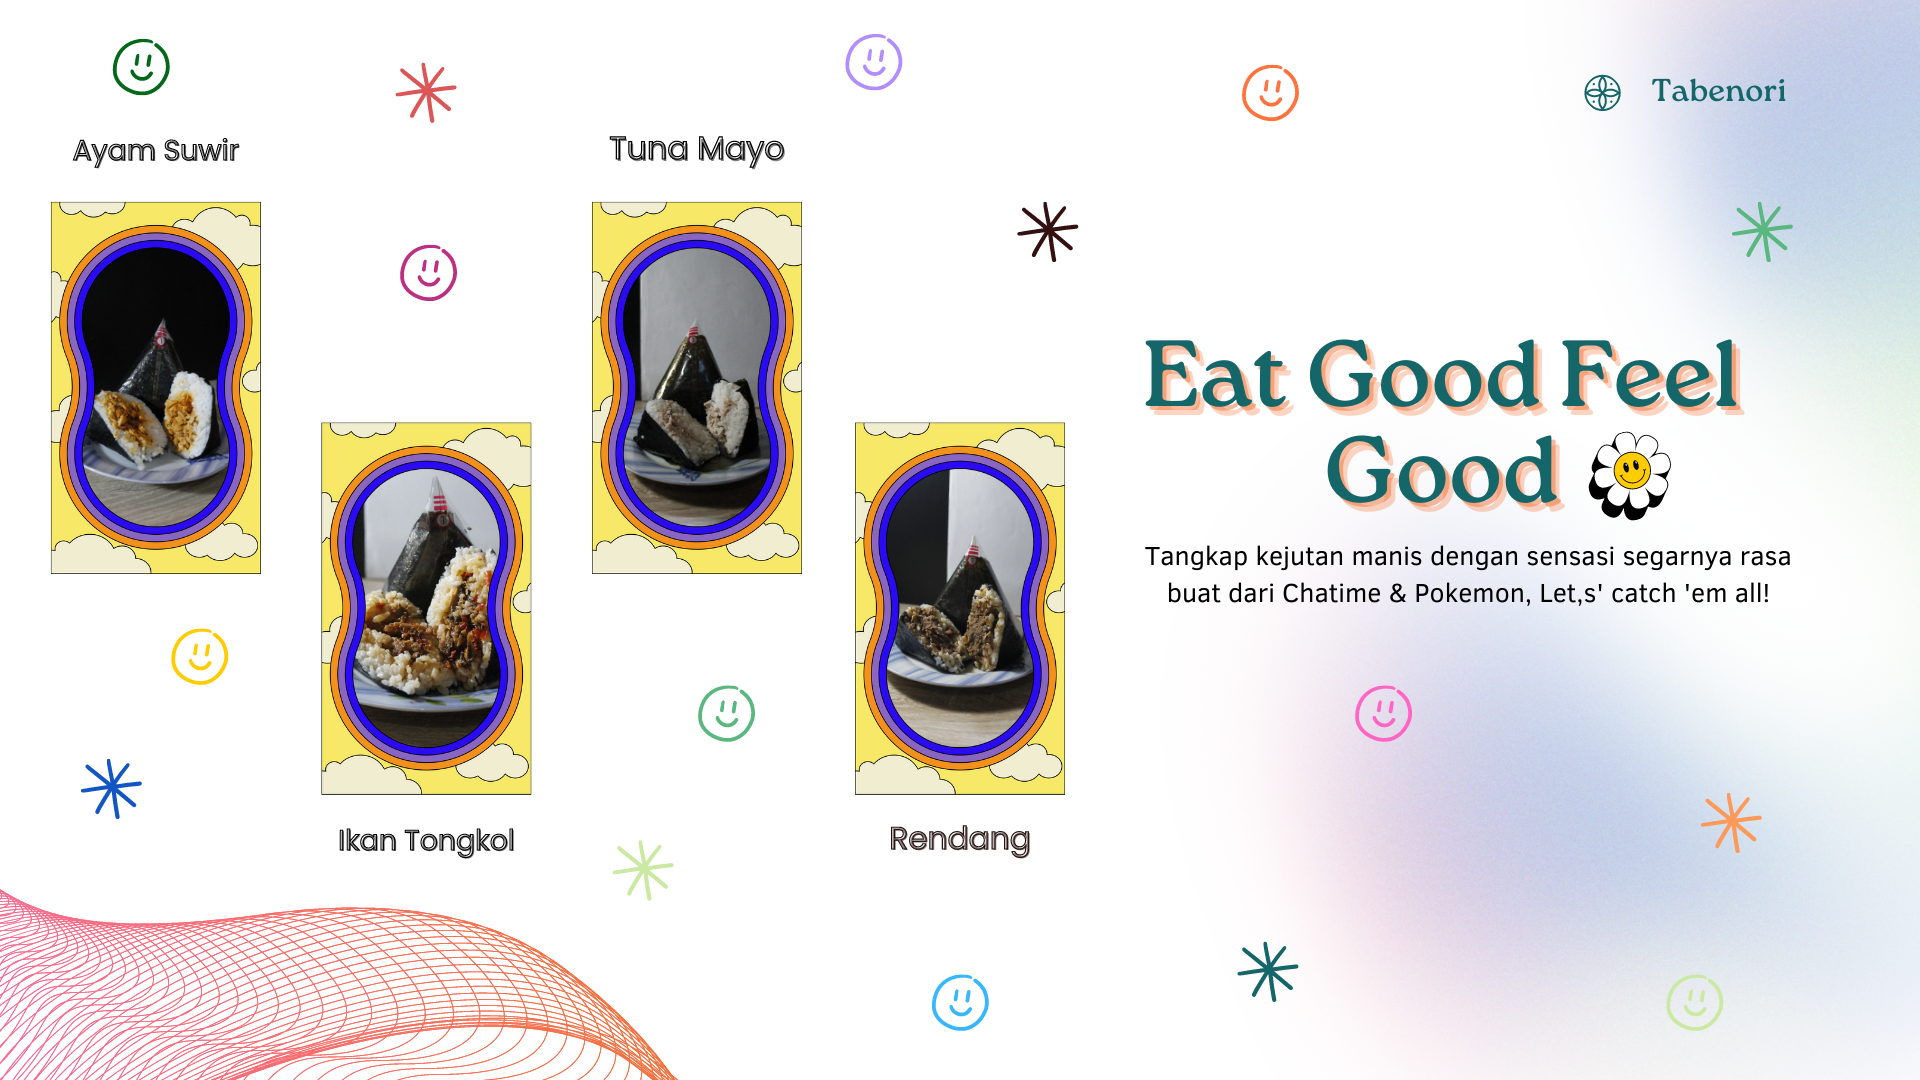 Tabenori
Ayam Suwir
Tuna Mayo
Ikan Tongkol
Rendang
Eat Good Feel
Good
Tangkap kejutan manis dengan sensasi segarnya rasa
buat dari Chatime & Pokemon, Let,s' catch 'em all!